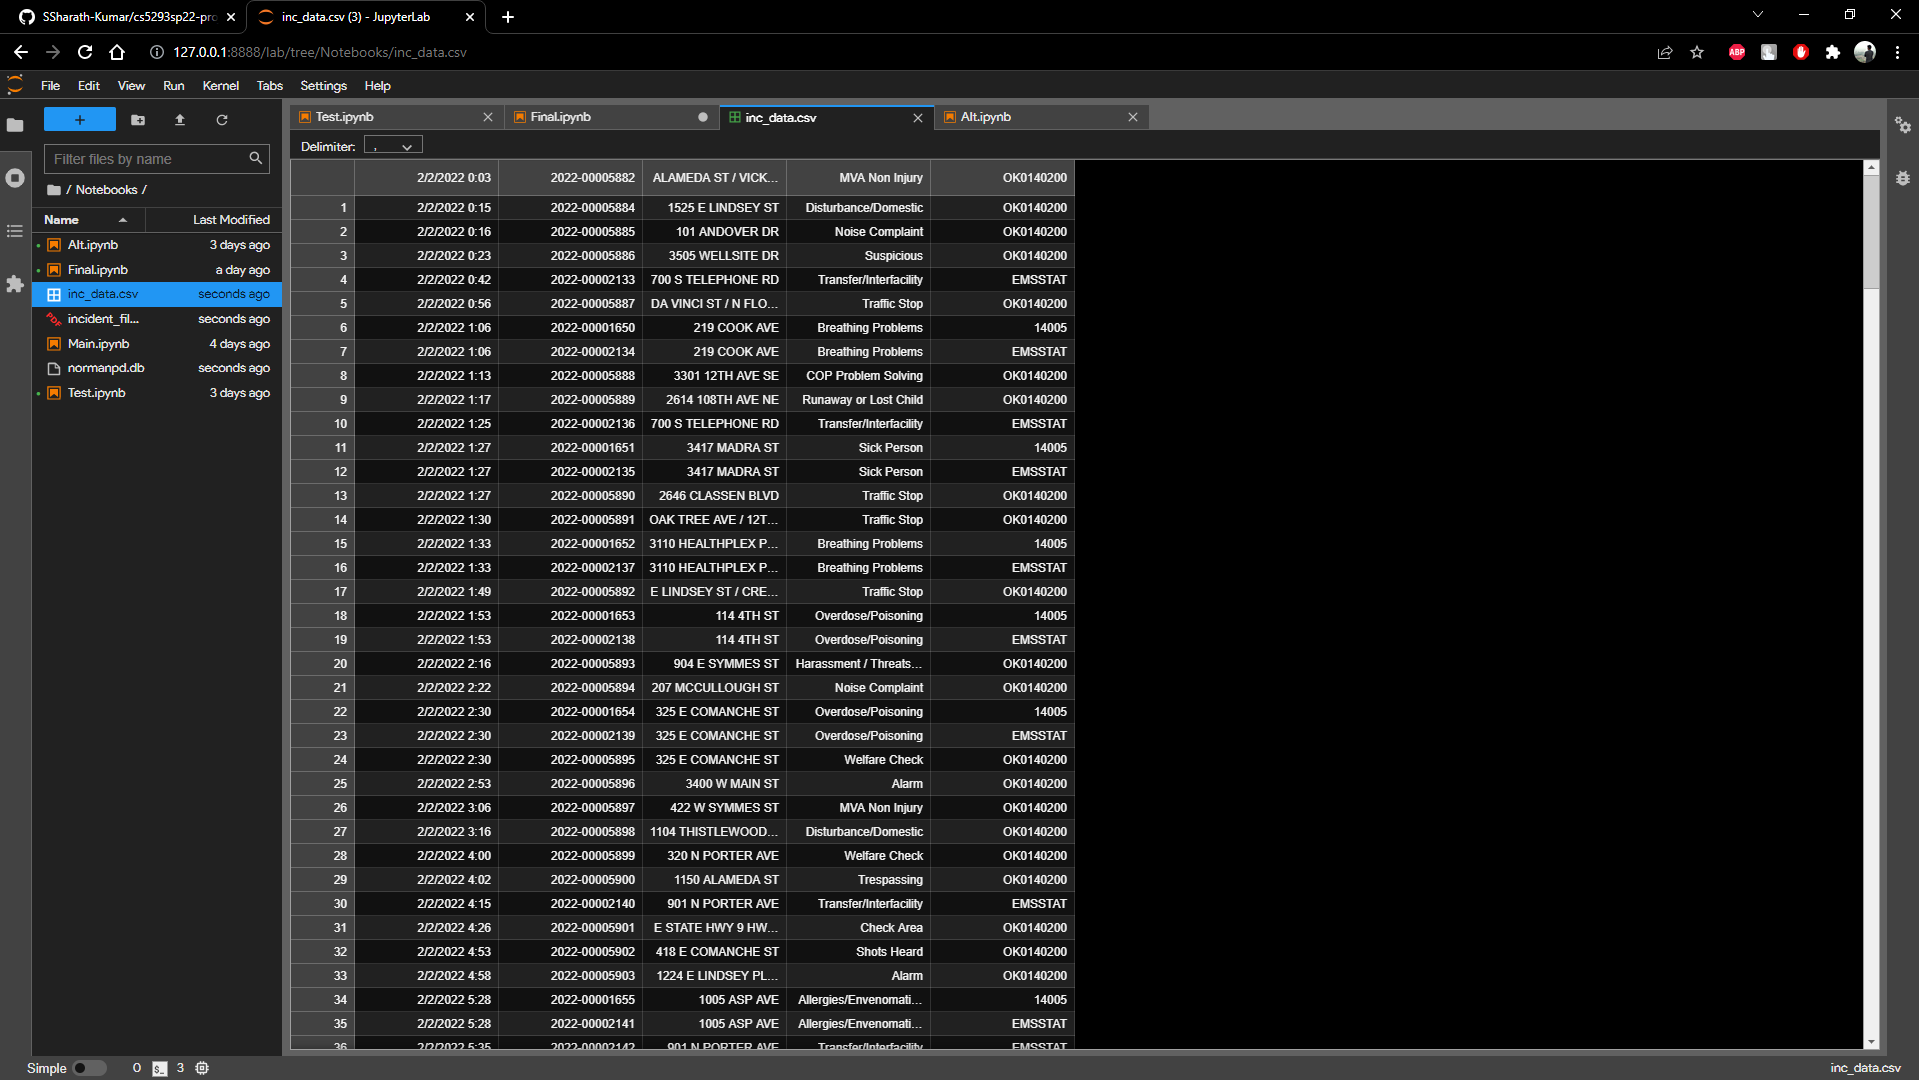 SSharath-Kumar/cs5293sp22-pro
inc_data.csv (3) - JupyterLab
127.0.0.1:8888/lab/tree/Notebooks/inc_data.csv
ABP
File Edit View Run Kernel Tabs Settings Help
Test.ipynb Final.ipynb inc_data.csv Alt.ipynb
Delimiter: ,
Filter files by name
/ Notebooks /
Name Last Modified
Alt.ipynb 3 days ago
Final.ipynb a day ago
inc_data.csv seconds ago
incident_fil... seconds ago
Main.ipynb 4 days ago
normanpd.db seconds ago
Test.ipynb 3 days ago
2/2/2022 0:03 2022-00005882 ALAMEDA ST / VICK... MVA Non Injury OK0140200
1 2/2/2022 0:15 2022-00005884 1525 E LINDSEY ST Disturbance/Domestic OK0140200
2 2/2/2022 0:16 2022-00005885 101 ANDOVER DR Noise Complaint OK0140200
3 2/2/2022 0:23 2022-00005886 3505 WELLSITE DR Suspicious OK0140200
4 2/2/2022 0:42 2022-00002133 700 S TELEPHONE RD Transfer/Interfacility EMSSTAT
5 2/2/2022 0:56 2022-00005887 DA VINCI ST / N FLO... Traffic Stop OK0140200
6 2/2/2022 1:06 2022-00001650 219 COOK AVE Breathing Problems 14005
7 2/2/2022 1:06 2022-00002134 219 COOK AVE Breathing Problems EMSSTAT
8 2/2/2022 1:13 2022-00005888 3301 12TH AVE SE COP Problem Solving OK0140200
9 2/2/2022 1:17 2022-00005889 2614 108TH AVE NE Runaway or Lost Child OK0140200
10 2/2/2022 1:25 2022-00002136 700 S TELEPHONE RD Transfer/Interfacility EMSSTAT
11 2/2/2022 1:27 2022-00001651 3417 MADRA ST Sick Person 14005
12 2/2/2022 1:27 2022-00002135 3417 MADRA ST Sick Person EMSSTAT
13 2/2/2022 1:27 2022-00005890 2646 CLASSEN BLVD Traffic Stop OK0140200
14 2/2/2022 1:30 2022-00005891 OAK TREE AVE / 12T... Traffic Stop OK0140200
15 2/2/2022 1:33 2022-00001652 3110 HEALTHPLEX P... Breathing Problems 14005
16 2/2/2022 1:33 2022-00002137 3110 HEALTHPLEX P... Breathing Problems EMSSTAT
17 2/2/2022 1:49 2022-00005892 E LINDSEY ST / CRE... Traffic Stop OK0140200
18 2/2/2022 1:53 2022-00001653 114 4TH ST Overdose/Poisoning 14005
19 2/2/2022 1:53 2022-00002138 114 4TH ST Overdose/Poisoning EMSSTAT
20 2/2/2022 2:16 2022-00005893 904 E SYMMES ST Harassment / Threats... OK0140200
21 2/2/2022 2:22 2022-00005894 207 MCCULLOUGH ST Noise Complaint OK0140200
22 2/2/2022 2:30 2022-00001654 325 E COMANCHE ST Overdose/Poisoning 14005
23 2/2/2022 2:30 2022-00002139 325 E COMANCHE ST Overdose/Poisoning EMSSTAT
24 2/2/2022 2:30 2022-00005895 325 E COMANCHE ST Welfare Check OK0140200
25 2/2/2022 2:53 2022-00005896 3400 W MAIN ST Alarm OK0140200
26 2/2/2022 3:06 2022-00005897 422 W SYMMES ST MVA Non Injury OK0140200
27 2/2/2022 3:16 2022-00005898 1104 THISTLEWOOD... Disturbance/Domestic OK0140200
28 2/2/2022 4:00 2022-00005899 320 N PORTER AVE Welfare Check OK0140200
29 2/2/2022 4:02 2022-00005900 1150 ALAMEDA ST Trespassing OK0140200
30 2/2/2022 4:15 2022-00002140 901 N PORTER AVE Transfer/Interfacility EMSSTAT
31 2/2/2022 4:26 2022-00005901 E STATE HWY 9 HW... Check Area OK0140200
32 2/2/2022 4:53 2022-00005902 418 E COMANCHE ST Shots Heard OK0140200
33 2/2/2022 4:58 2022-00005903 1224 E LINDSEY PL... Alarm OK0140200
34 2/2/2022 5:28 2022-00001655 1005 ASP AVE Allergies/Envenomati... 14005
35 2/2/2022 5:28 2022-00002141 1005 ASP AVE Allergies/Envenomati... EMSSTAT
36 2/2/2022 5:35 2022-00002142 901 N PORTER AVE Transfer/Interfacility EMSSTAT
Simple 0 3 inc_data.csv